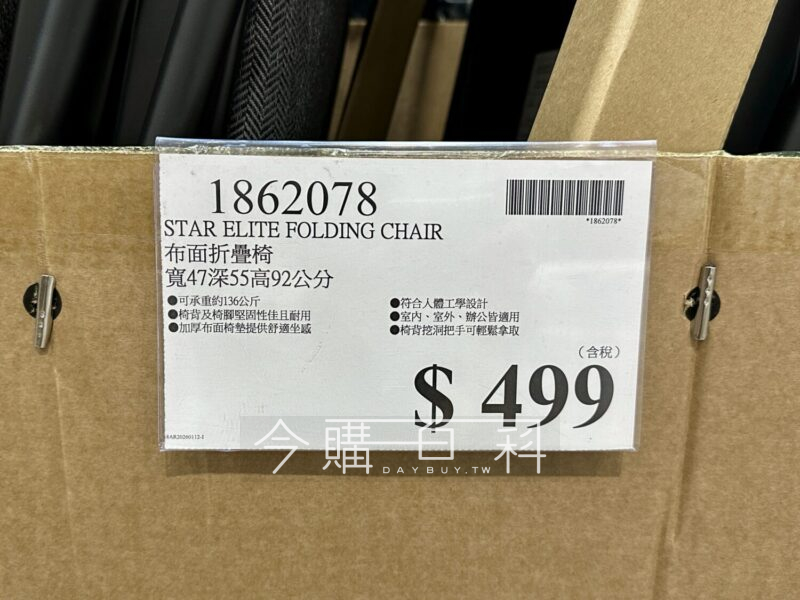 1862078
*1862078*
STAR ELITE FOLDING CHAIR
布面折疊椅
寬47深55高92公分
●可承重約136公斤
●椅背及椅腳堅固性佳且耐用
●加厚布面椅墊提供舒適坐感
●符合人體工學設計
●室內、室外、辦公皆適用
●椅背挖洞把手可輕鬆拿取
（含稅）
$ 499
今購百科
DAYBUY.TW